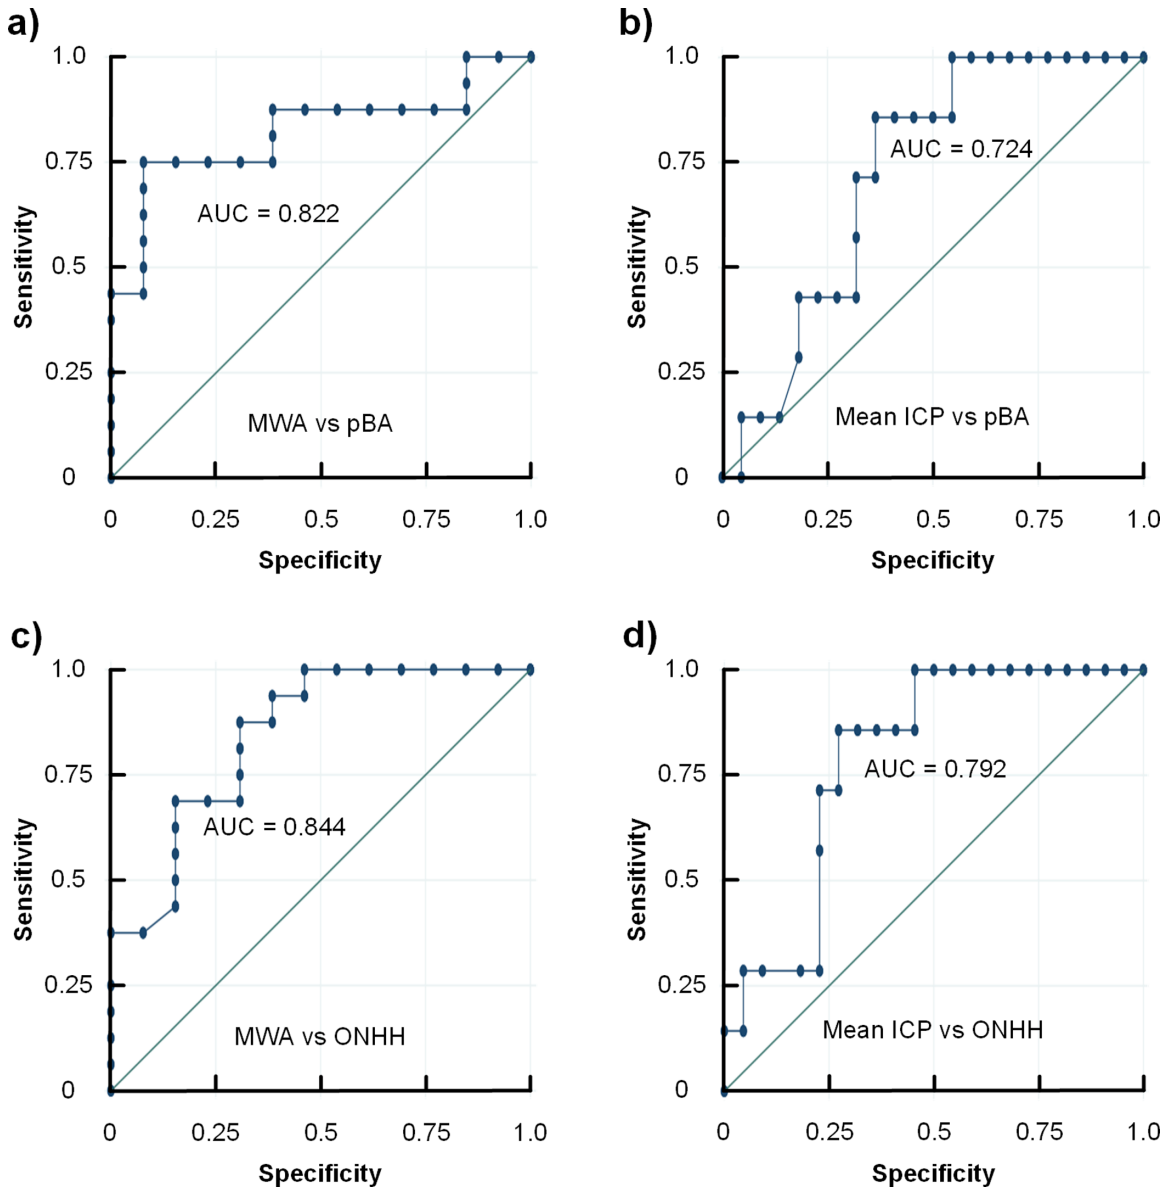 a)
1.0
0.75
0.5
0.25
0
Sensitivity
AUC = 0.822
MWA vs pBA
0 0.25 0.5 0.75 1.0
Specificity
b)
1.0
0.75
0.5
0.25
0
Sensitivity
AUC = 0.724
Mean ICP vs pBA
0 0.25 0.5 0.75 1.0
Specificity
c)
1.0
0.75
0.5
0.25
0
Sensitivity
AUC = 0.844
MWA vs ONHH
0 0.25 0.5 0.75 1.0
Specificity
d)
1.0
0.75
0.5
0.25
0
Sensitivity
AUC = 0.792
Mean ICP vs ONHH
0 0.25 0.5 0.75 1.0
Specificity